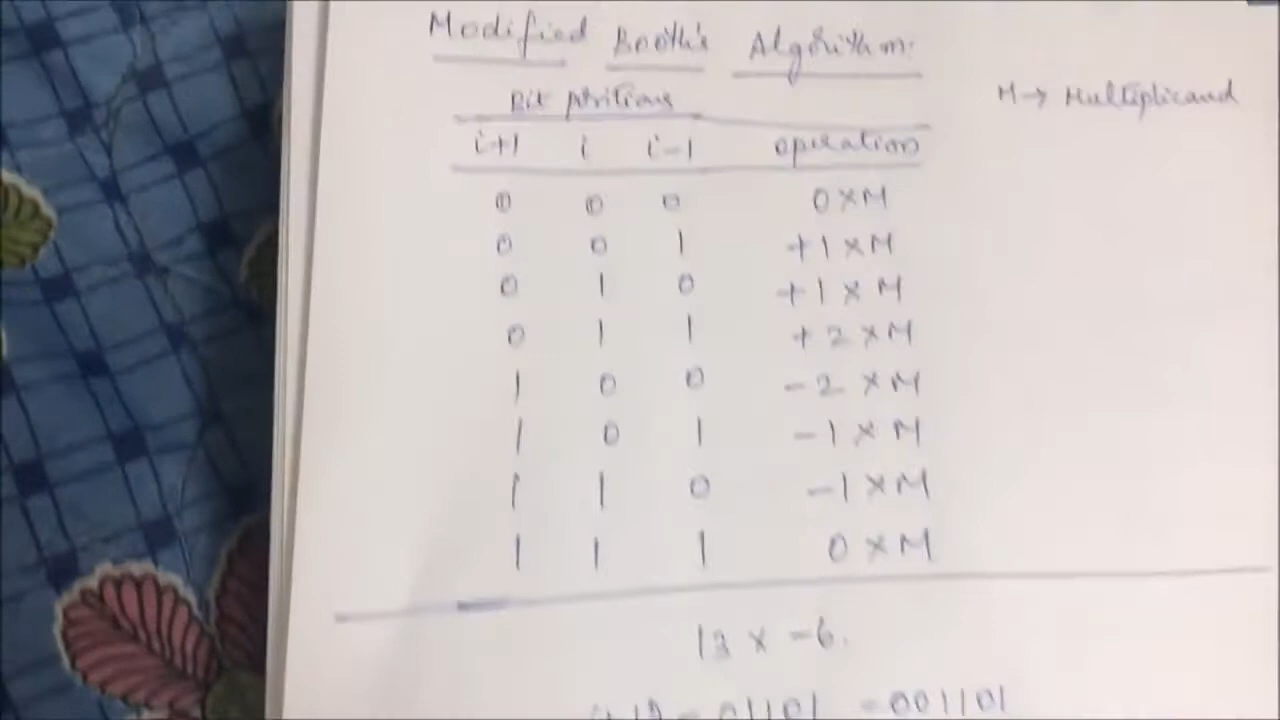 Modified Booth's Algorithm:
Bit positions
M → Multiplicand
i+1 i i-1 operation
0 0 0 0 × M
0 0 1 +1 × M
0 1 0 +1 × M
0 1 1 +2 × M
1 0 0 -2 × M
1 0 1 -1 × M
1 1 0 -1 × M
1 1 1 0 × M
13 × -6.
= 01101 = 001101